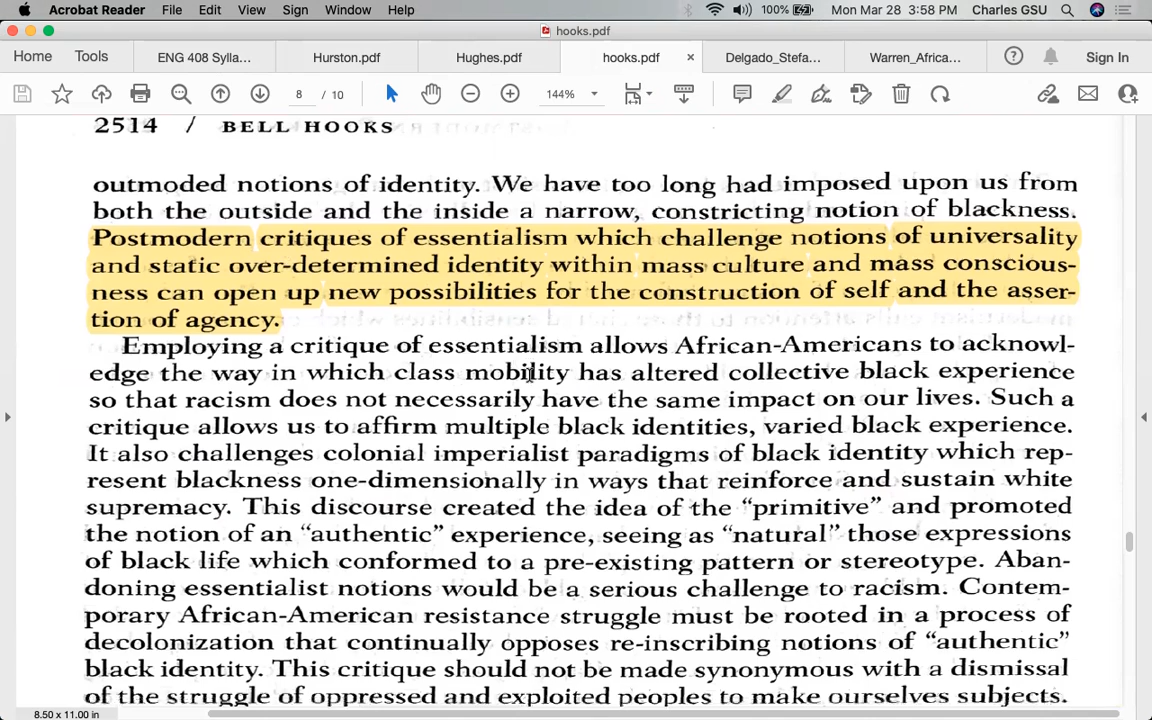 Acrobat Reader File Edit View Sign Window Help 100% Mon Mar 28 3:58 PM Charles GSU
hooks.pdf
Home Tools ENG 408 Sylla... Hurston.pdf Hughes.pdf hooks.pdf × Delgado_Stefa... Warren_Africa... ? Sign In
8 / 10 144%
2514 / BELL HOOKS
outmoded notions of identity. We have too long had imposed upon us from
both the outside and the inside a narrow, constricting notion of blackness.
Postmodern critiques of essentialism which challenge notions of universality
and static over-determined identity within mass culture and mass conscious-
ness can open up new possibilities for the construction of self and the asser-
tion of agency.
Employing a critique of essentialism allows African-Americans to acknowl-
edge the way in which class mobility has altered collective black experience
so that racism does not necessarily have the same impact on our lives. Such a
critique allows us to affirm multiple black identities, varied black experience.
It also challenges colonial imperialist paradigms of black identity which rep-
resent blackness one-dimensionally in ways that reinforce and sustain white
supremacy. This discourse created the idea of the “primitive” and promoted
the notion of an “authentic” experience, seeing as “natural” those expressions
of black life which conformed to a pre-existing pattern or stereotype. Aban-
doning essentialist notions would be a serious challenge to racism. Contem-
porary African-American resistance struggle must be rooted in a process of
decolonization that continually opposes re-inscribing notions of “authentic”
black identity. This critique should not be made synonymous with a dismissal
of the struggle of oppressed and exploited peoples to make ourselves subjects.
8.50 x 11.00 in